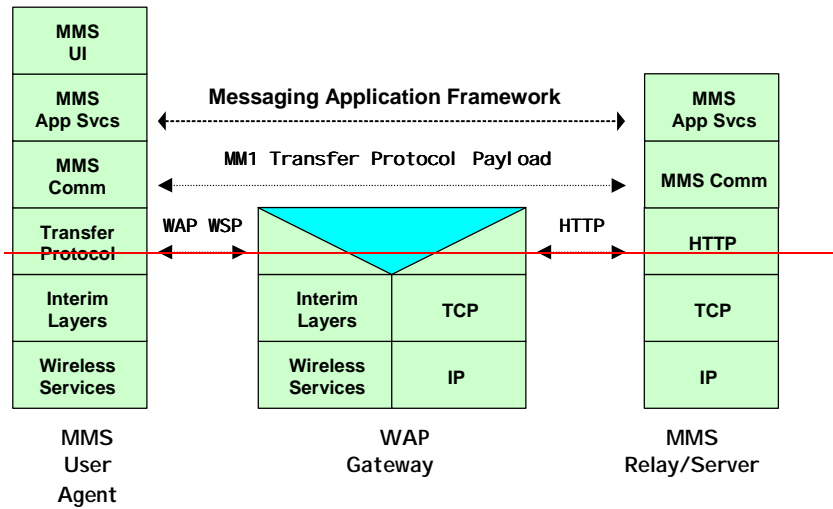 MMS
UI
MMS
App Svcs
MMS
Comm
Transfer
Protocol
Interim
Layers
Wireless
Services
MMS
User
Agent
Messaging Application Framework
MM1 Transfer Protocol Payload
WAP WSP
HTTP
Interim
Layers
TCP
Wireless
Services
IP
WAP
Gateway
MMS
App Svcs
MMS Comm
HTTP
TCP
IP
MMS
Relay/Server